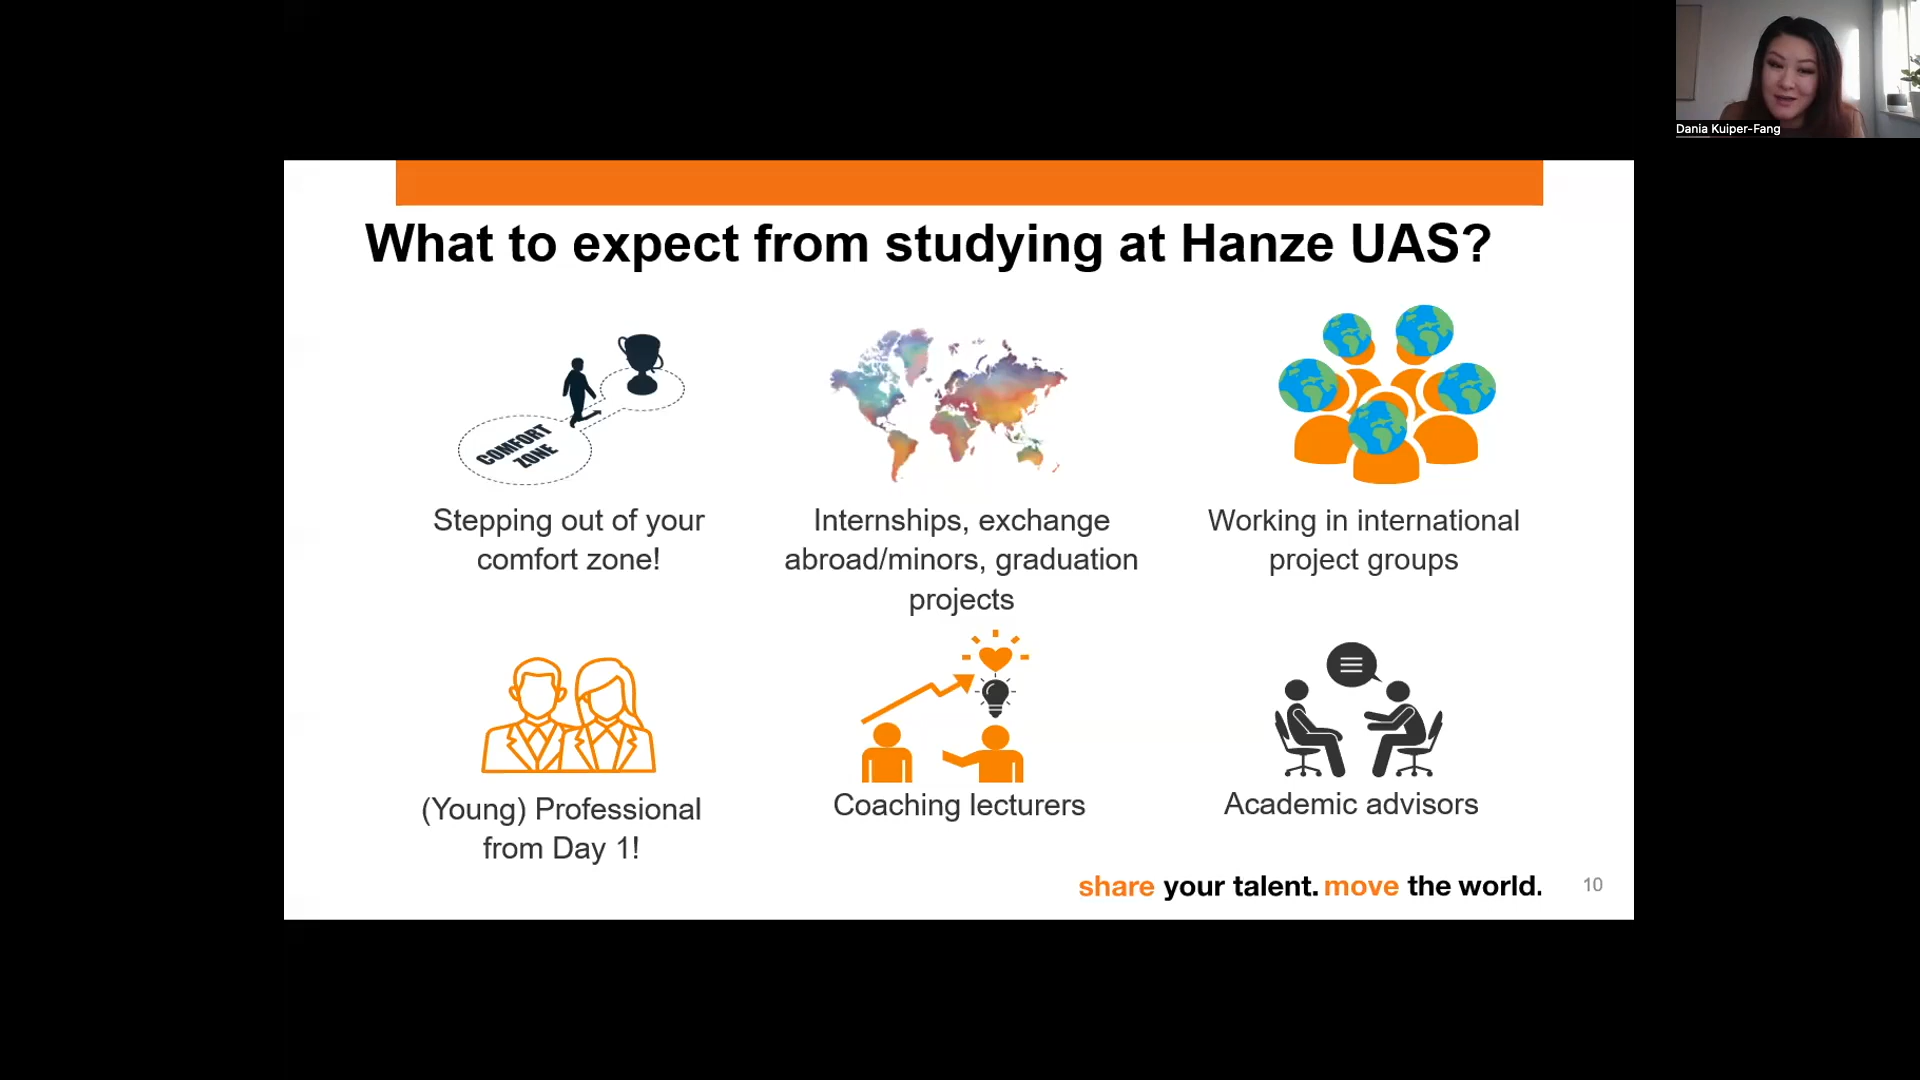 Dania Kuiper-Fang
What to expect from studying at Hanze UAS?
COMFORT
ZONE
Stepping out of your
comfort zone!
Internships, exchange
abroad/minors, graduation
projects
Working in international
project groups
(Young) Professional
from Day 1!
Coaching lecturers
Academic advisors
share your talent. move the world.
10